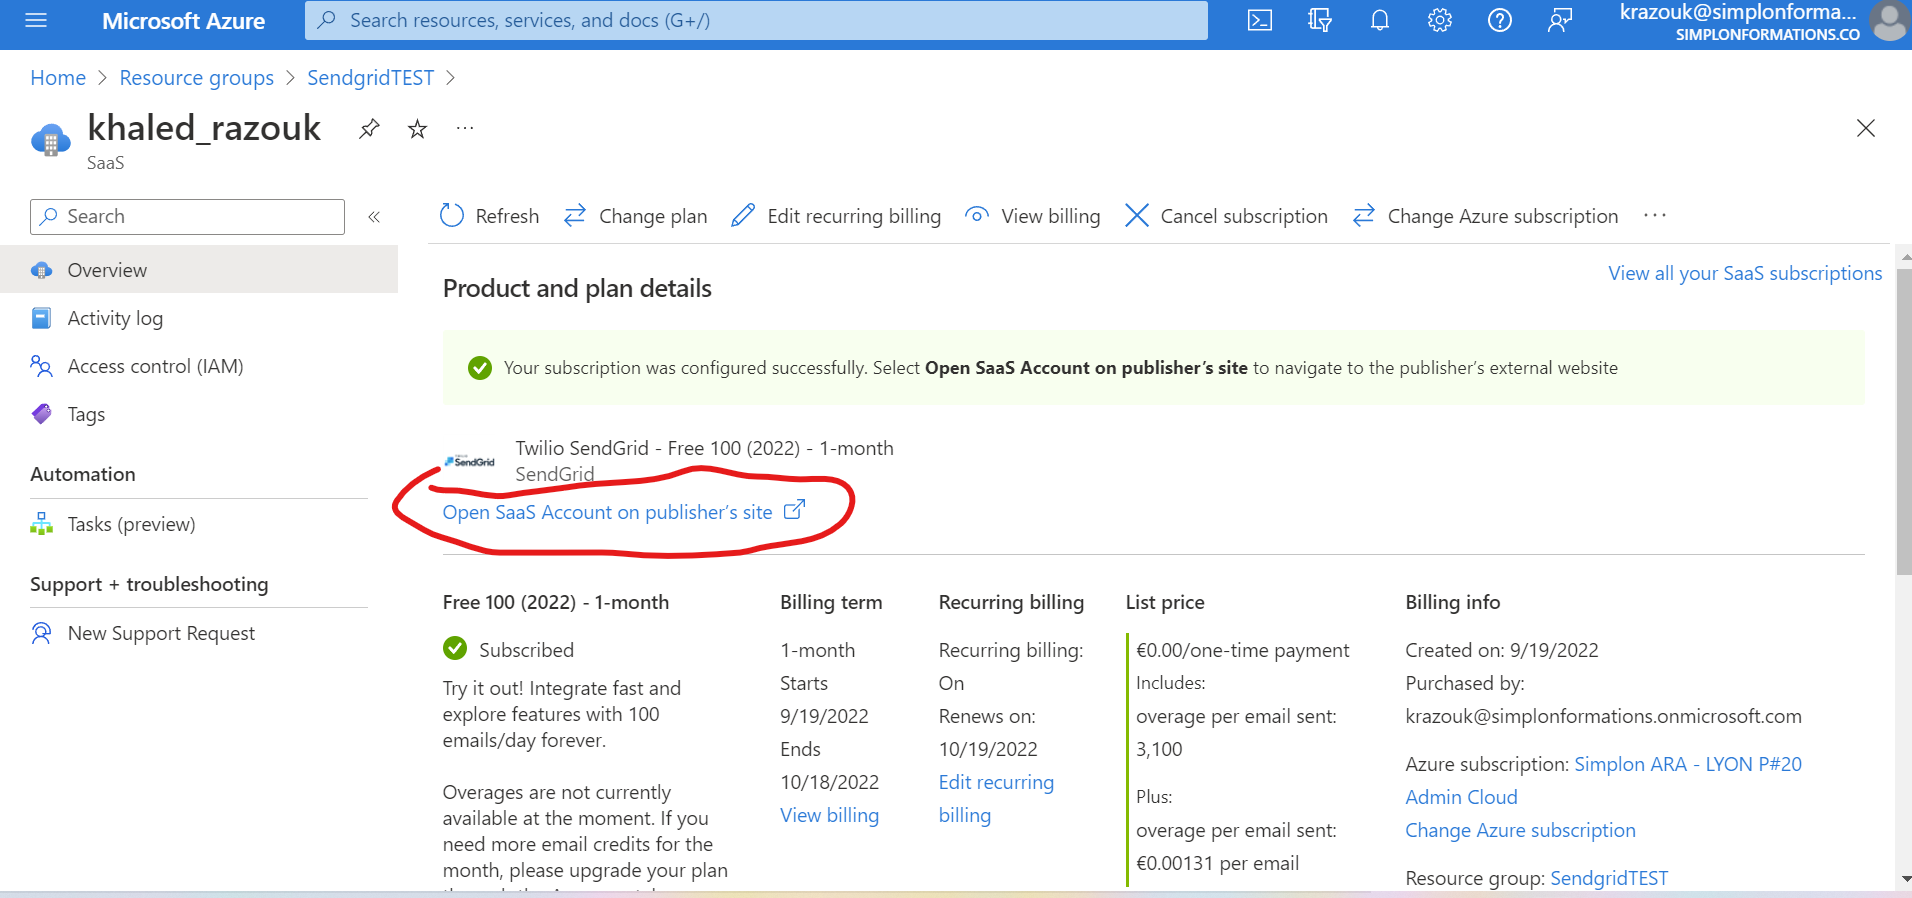 Microsoft Azure
Search resources, services, and docs (G+/)
krazouk@simplonforma...
SIMPLONFORMATIONS.CO
Home > Resource groups > SendgridTEST >
khaled_razouk
SaaS
Search
«
Refresh
Change plan
Edit recurring billing
View billing
Cancel subscription
Change Azure subscription
Overview
Activity log
Access control (IAM)
Tags
Automation
Tasks (preview)
Support + troubleshooting
New Support Request
View all your SaaS subscriptions
Product and plan details
Your subscription was configured successfully. Select Open SaaS Account on publisher’s site to navigate to the publisher’s external website
SendGrid
Twilio SendGrid - Free 100 (2022) - 1-month
SendGrid
Open SaaS Account on publisher’s site
Free 100 (2022) - 1-month
Subscribed
Try it out! Integrate fast and
explore features with 100
emails/day forever.
Overages are not currently
available at the moment. If you
need more email credits for the
month, please upgrade your plan
Billing term
1-month
Starts
9/19/2022
Ends
10/18/2022
View billing
Recurring billing
Recurring billing:
On
Renews on:
10/19/2022
Edit recurring
billing
List price
€0.00/one-time payment
Includes:
overage per email sent:
3,100
Plus:
overage per email sent:
€0.00131 per email
Billing info
Created on: 9/19/2022
Purchased by:
krazouk@simplonformations.onmicrosoft.com
Azure subscription: Simplon ARA - LYON P#20
Admin Cloud
Change Azure subscription
Resource group: SendgridTEST